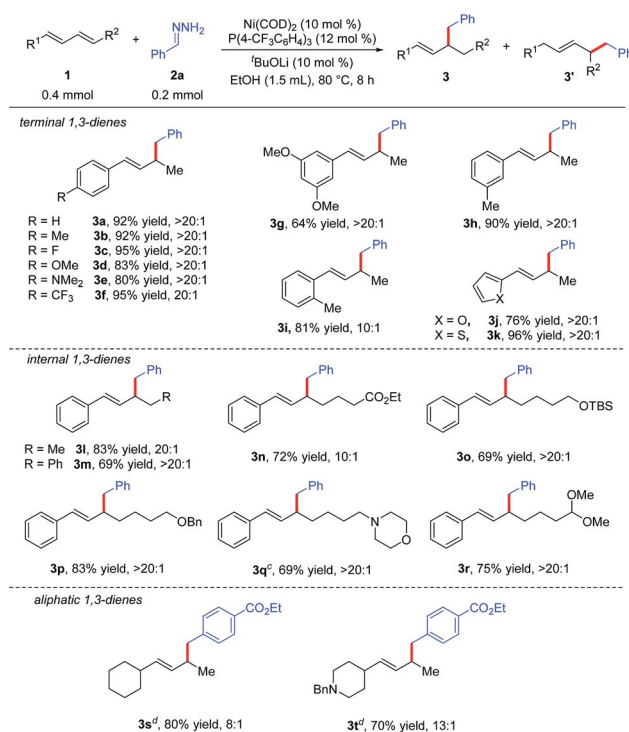 Ni(COD)2 (10 mol %)
P(4-CF3C6H4)3 (12 mol %)
tBuOLi (10 mol %)
EtOH (1.5 mL), 80 °C, 8 h
R1 R2
1
0.4 mmol
+
NNH2
Ph
2a
0.2 mmol
Ph
R1 R2
3
+
R1 Ph
R2
3'
terminal 1,3-dienes
Ph
Me
R
R = H 3a, 92% yield, >20:1
R = Me 3b, 92% yield, >20:1
R = F 3c, 95% yield, >20:1
R = OMe 3d, 83% yield, >20:1
R = NMe2 3e, 80% yield, >20:1
R = CF3 3f, 95% yield, 20:1
Ph
MeO
Me
OMe
3g, 64% yield, >20:1
Ph
Me
Me
3h, 90% yield, >20:1
Ph
Me
Me
3i, 81% yield, 10:1
Ph
Me
X
X = O, 3j, 76% yield, >20:1
X = S, 3k, 96% yield, >20:1
internal 1,3-dienes
Ph
R
R = Me 3l, 83% yield, 20:1
R = Ph 3m, 69% yield, >20:1
Ph
CO2Et
3n, 72% yield, 10:1
Ph
OTBS
3o, 69% yield, >20:1
Ph
OBn
3p, 83% yield, >20:1
Ph
N
O
3qc, 69% yield, >20:1
Ph
OMe
OMe
3r, 75% yield, >20:1
aliphatic 1,3-dienes
CO2Et
Me
3sd, 80% yield, 8:1
CO2Et
Me
BnN
3td, 70% yield, 13:1